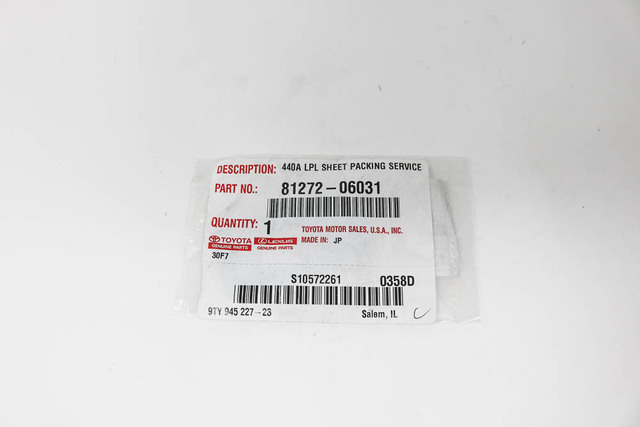 DESCRIPTION: 440A LPL SHEET PACKING SERVICE
PART NO.: 81272-06031
QUANTITY: 1
TOYOTA MOTOR SALES, U.S.A., INC.
TOYOTA GENUINE PARTS LEXUS GENUINE PARTS MADE IN: JP
30F7
S10572261 0358D
9TY 945 227-23 Salem, IL C